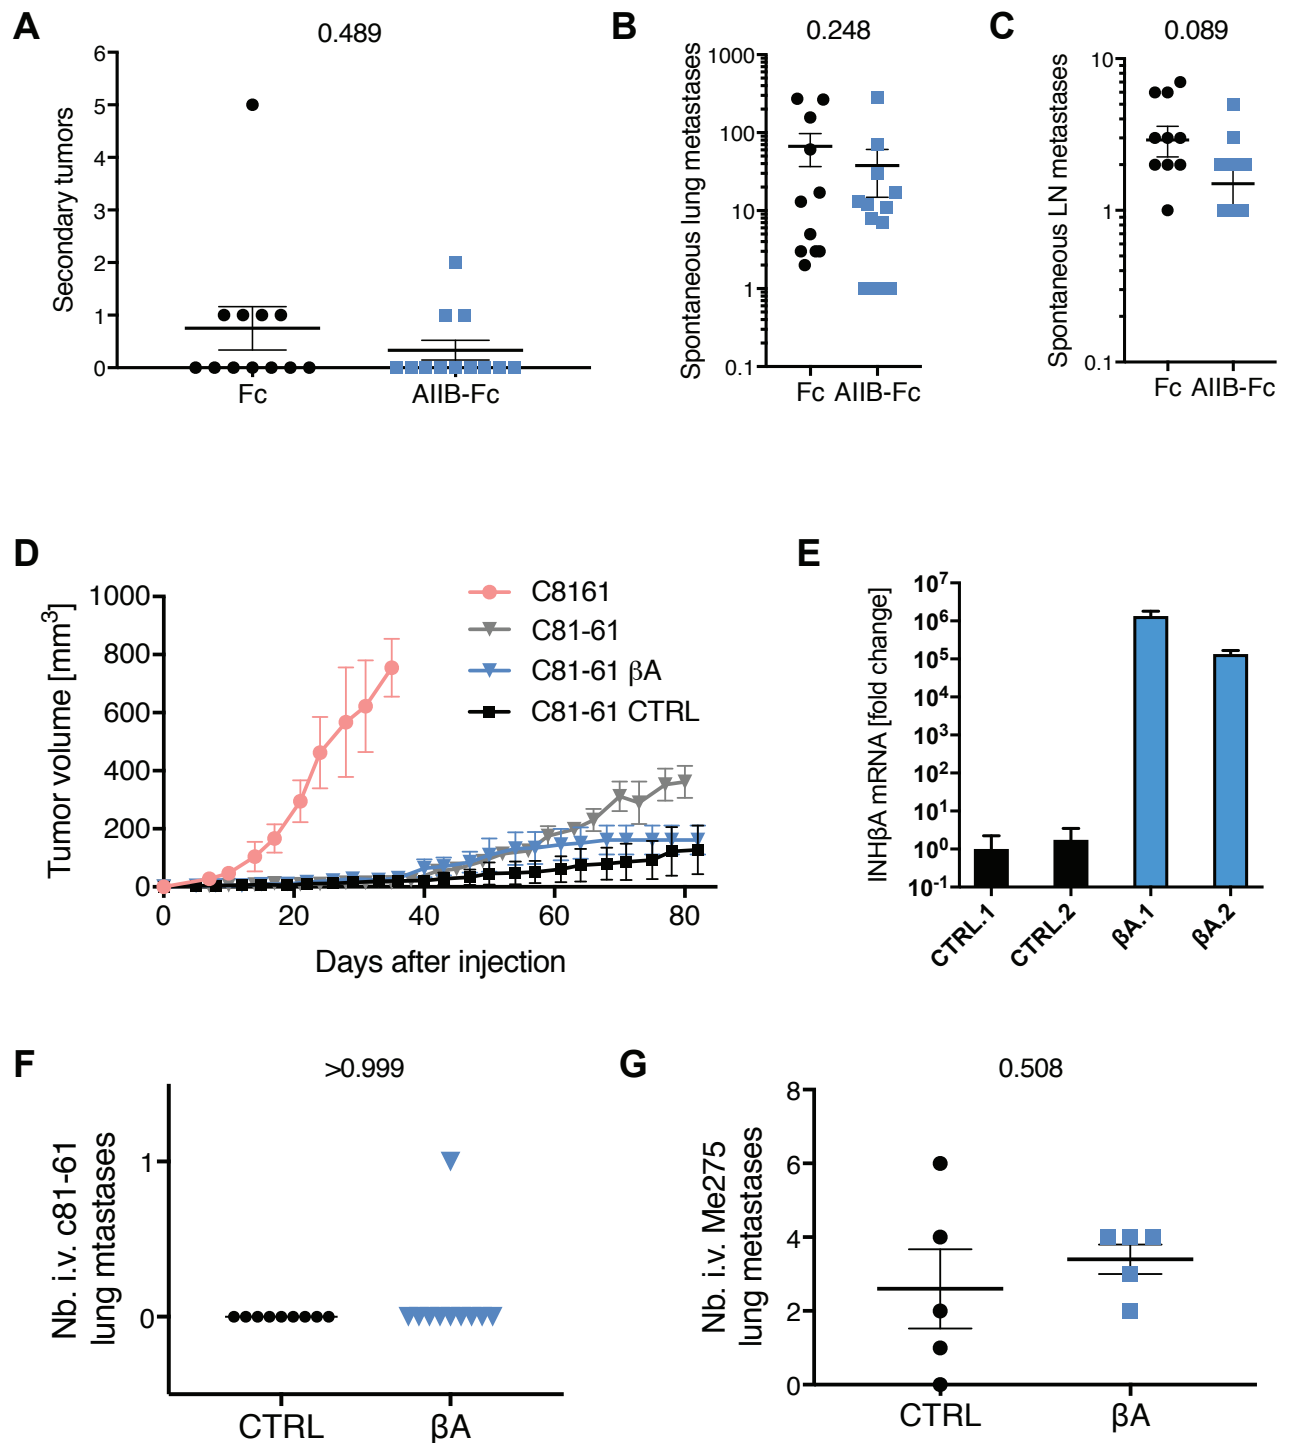 A
0.489
Secondary tumors
6
5
4
3
2
1
0
Fc
AIIB-Fc
B
0.248
Spontaneous lung metastases
1000
100
10
1
0.1
Fc
AIIB-Fc
C
0.089
Spontaneous LN metastases
10
1
0.1
Fc
AIIB-Fc
D
Tumor volume [mm³]
1000
800
600
400
200
0
0
20
40
60
80
Days after injection
C8161
C81-61
C81-61 βA
C81-61 CTRL
E
INHβA mRNA [fold change]
10⁷
10⁶
10⁵
10⁴
10³
10²
10¹
10⁰
10⁻¹
CTRL.1
CTRL.2
βA.1
βA.2
F
>0.999
Nb. i.v. c81-61
lung mtastases
1
0
CTRL
βA
G
0.508
Nb. i.v. Me275
lung metastases
8
6
4
2
0
CTRL
βA